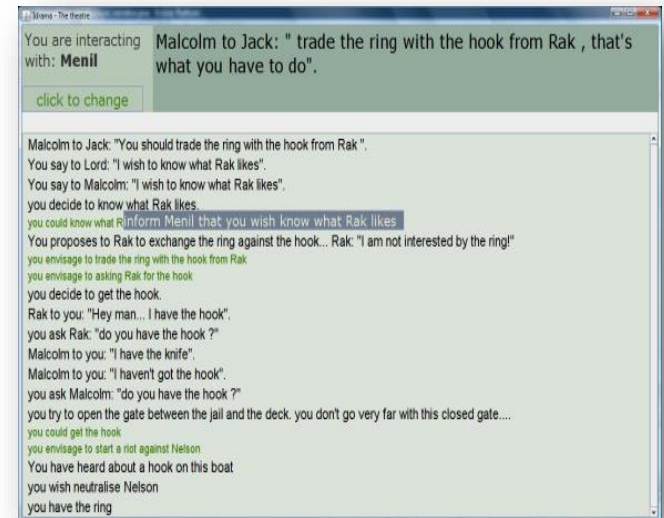 Idrama - The theatre
You are interacting
with: Menil
click to change
Malcolm to Jack: " trade the ring with the hook from Rak , that's
what you have to do".
Malcolm to Jack: "You should trade the ring with the hook from Rak ".
You say to Lord: "I wish to know what Rak likes".
You say to Malcolm: "I wish to know what Rak likes".
you decide to know what Rak likes.
you could know what R
inform Menil that you wish know what Rak likes
You proposes to Rak to exchange the ring against the hook... Rak: "I am not interested by the ring!"
you envisage to trade the ring with the hook from Rak
you envisage to asking Rak for the hook
you decide to get the hook.
Rak to you: "Hey man... I have the hook".
you ask Rak: "do you have the hook ?"
Malcolm to you: "I have the knife".
Malcolm to you: "I haven't got the hook".
you ask Malcolm: "do you have the hook ?"
you try to open the gate between the jail and the deck. you don't go very far with this closed gate....
you could get the hook
you envisage to start a riot against Nelson
You have heard about a hook on this boat
you wish neutralise Nelson
you have the ring